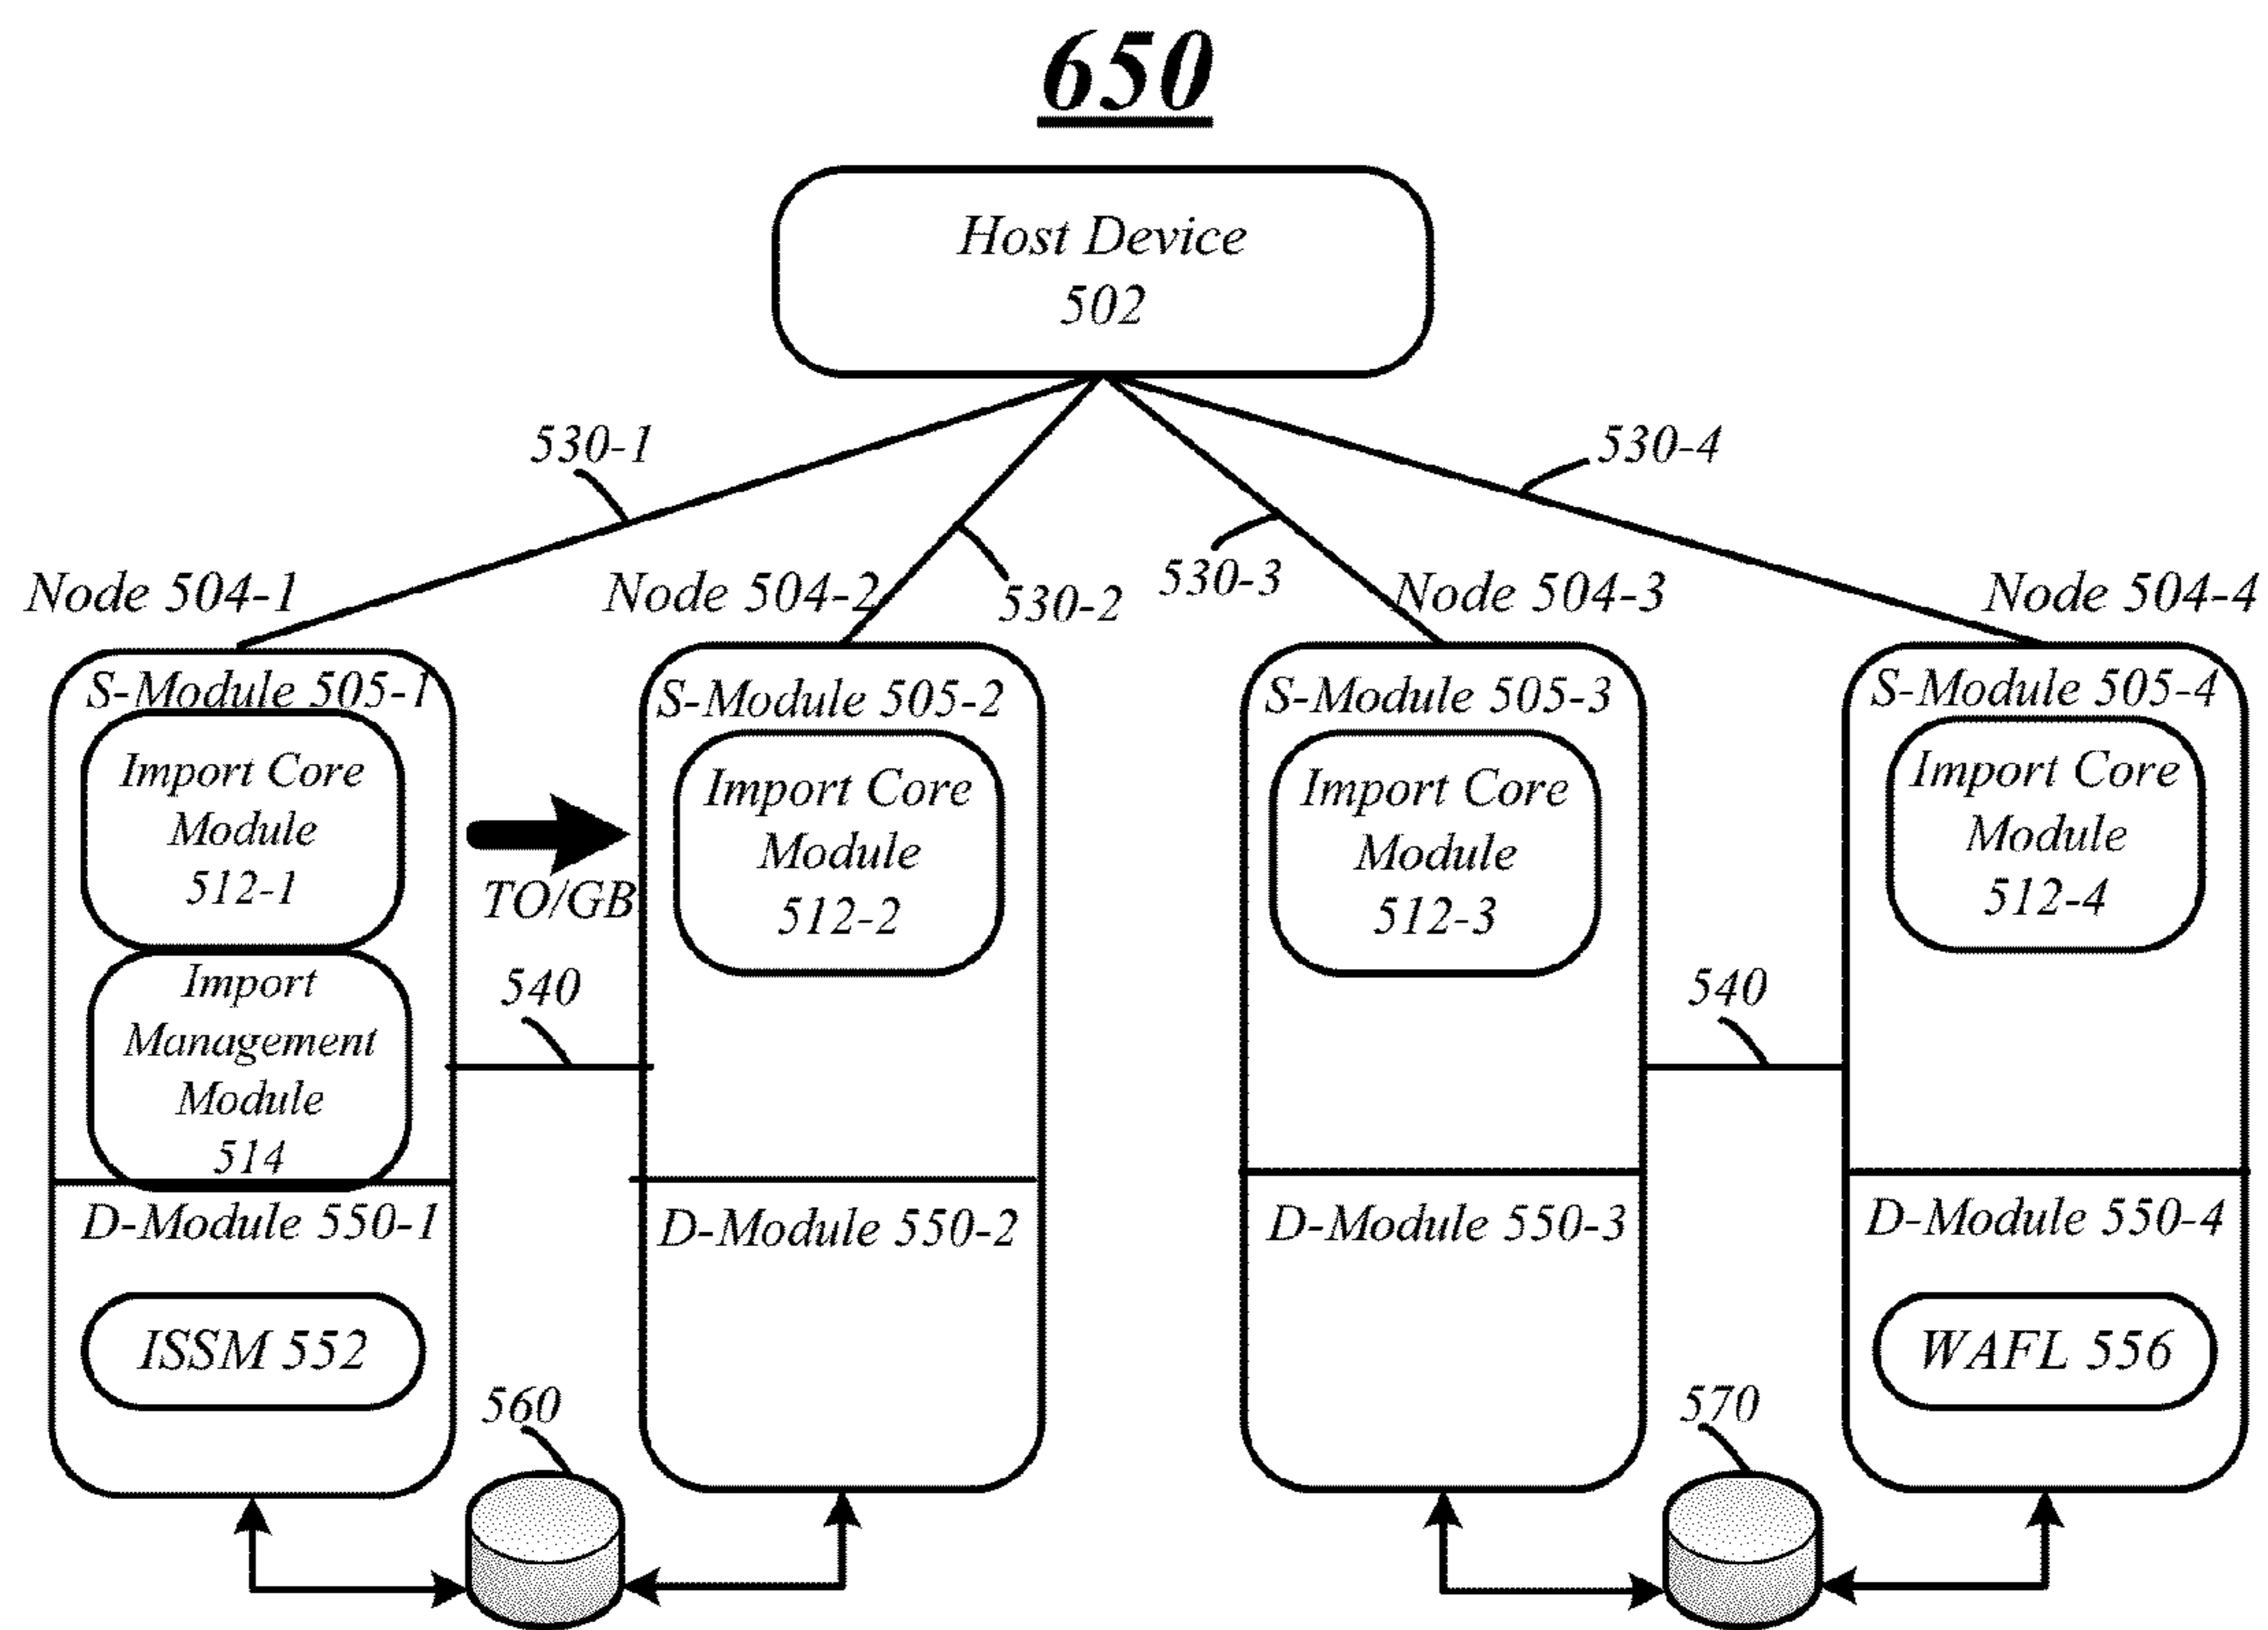 650
Host Device
502
530-1
530-4
530-2
530-3
Node 504-1
Node 504-2
Node 504-3
Node 504-4
S-Module 505-1
Import Core
Module
512-1
Import
Management
Module
514
D-Module 550-1
ISSM 552
TO/GB
540
560
S-Module 505-2
Import Core
Module
512-2
D-Module 550-2
S-Module 505-3
Import Core
Module
512-3
D-Module 550-3
540
570
S-Module 505-4
Import Core
Module
512-4
D-Module 550-4
WAFL 556